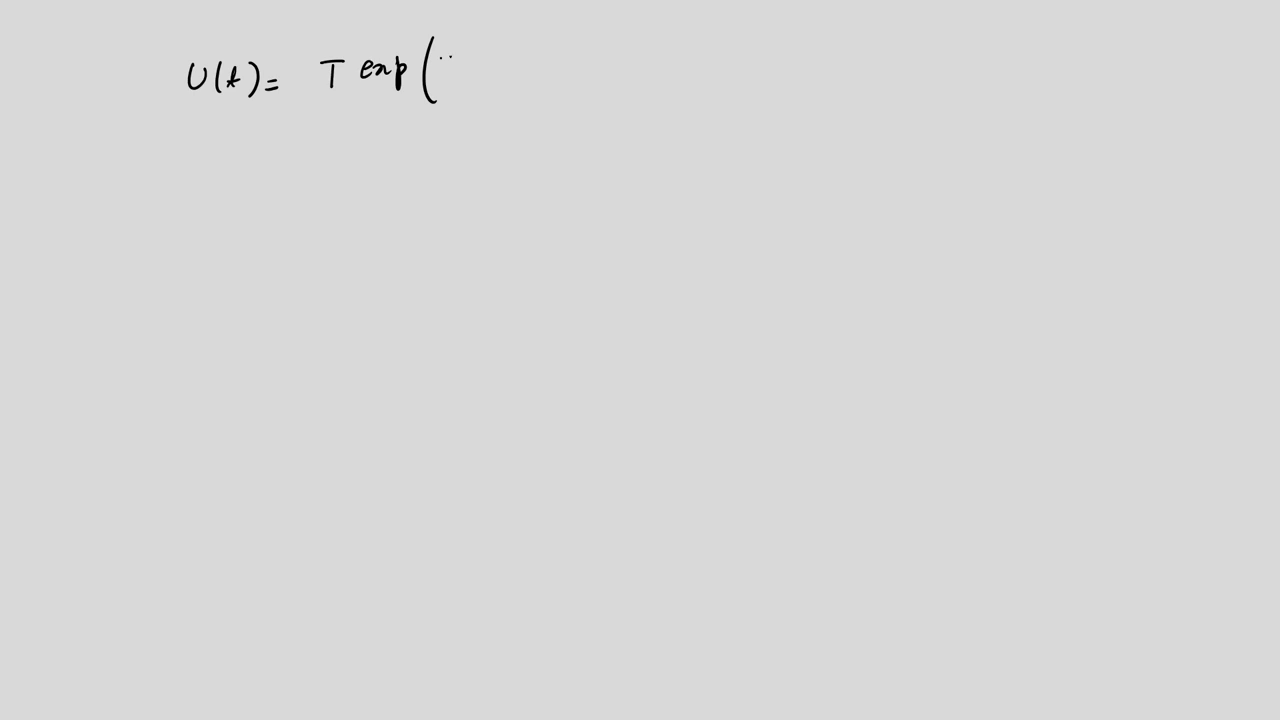 U(t) = T exp (..